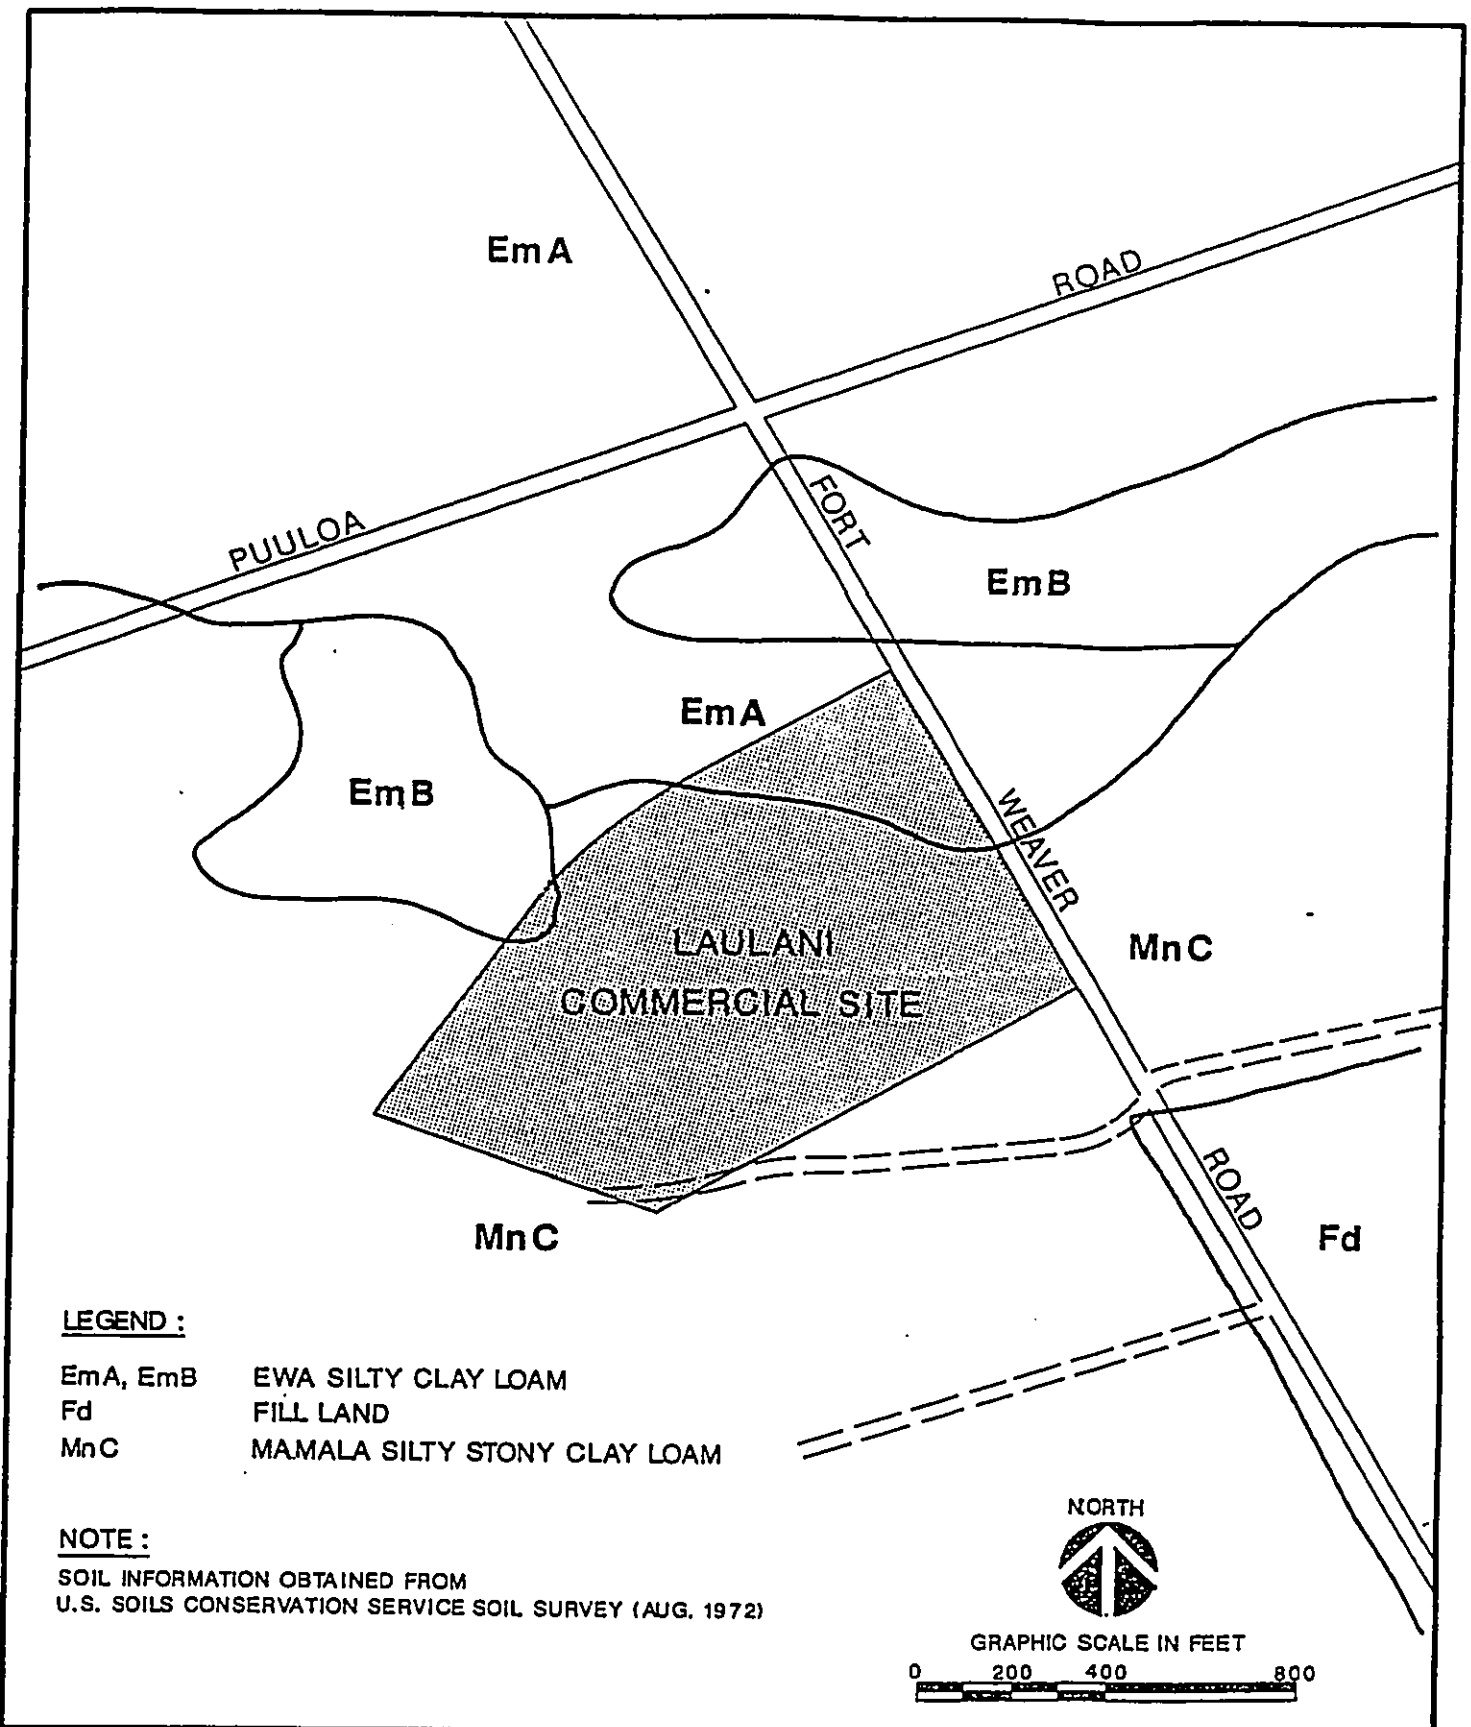 EmA
ROAD
PUULOA
FORT
EmB
EmA
EmB
WEAVER
LAULANI
COMMERCIAL SITE
MnC
ROAD
MnC
Fd
LEGEND :
EmA, EmB EWA SILTY CLAY LOAM
Fd FILL LAND
MnC MAMALA SILTY STONY CLAY LOAM
NOTE :
SOIL INFORMATION OBTAINED FROM
U.S. SOILS CONSERVATION SERVICE SOIL SURVEY (AUG. 1972)
NORTH
GRAPHIC SCALE IN FEET
0 200 400 800